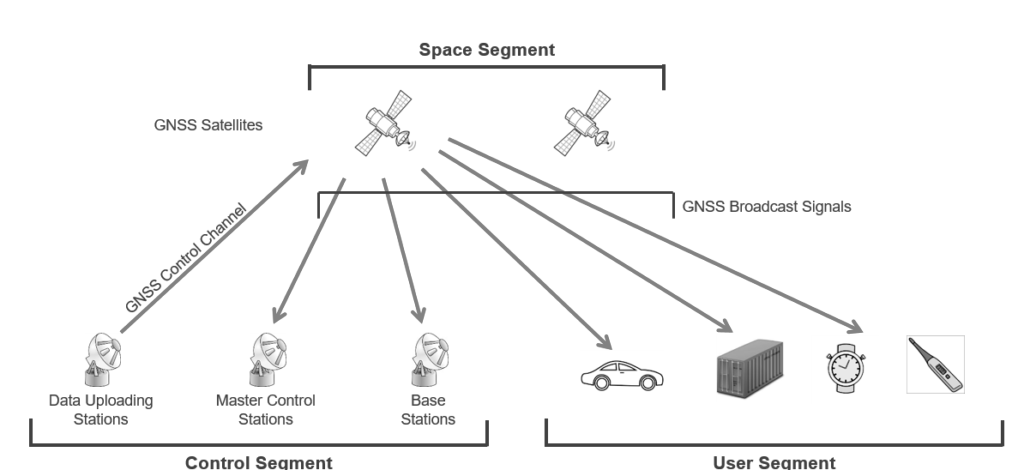 Space Segment
GNSS Satellites
GNSS Broadcast Signals
GNSS Control Channel
Data Uploading
Stations
Master Control
Stations
Base
Stations
Control Segment
User Segment